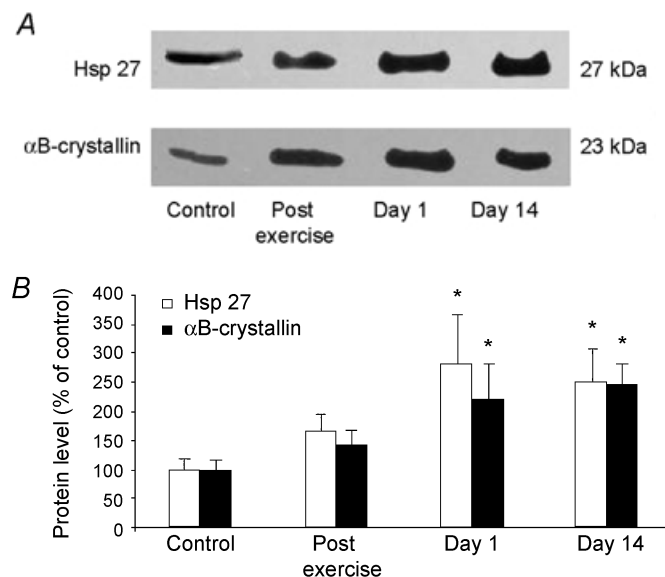 A
Hsp 27
27 kDa
αB-crystallin
23 kDa
Control
Post
exercise
Day 1
Day 14
B
Protein level (% of control)
400
350
300
250
200
150
100
50
0
Hsp 27
αB-crystallin
*
*
*
*
Control
Post
exercise
Day 1
Day 14